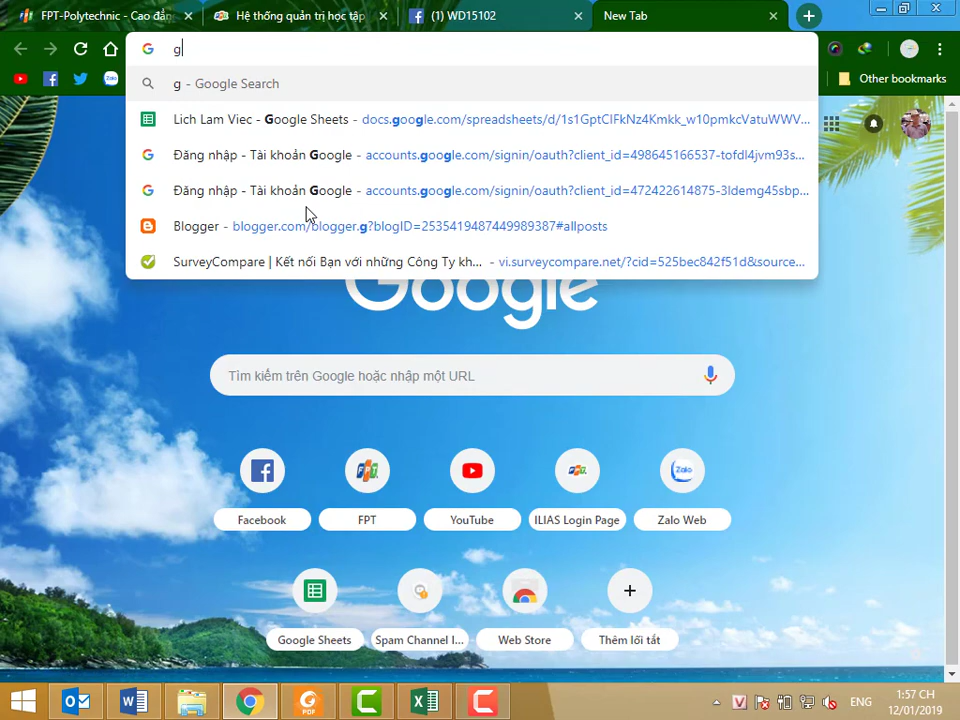 FPT-Polytechnic - Cao đẳn
Hệ thống quản trị học tập
(1) WD15102
New Tab
g
Other bookmarks
g - Google Search
Lich Lam Viec - Google Sheets - docs.google.com/spreadsheets/d/1s1GptCIFkNz4Kmkk_w10pmkcVatuWWV...
Đăng nhập - Tài khoản Google - accounts.google.com/signin/oauth?client_id=498645166537-tofdl4jvm93s...
Đăng nhập - Tài khoản Google - accounts.google.com/signin/oauth?client_id=472422614875-3ldemg45sbp...
Blogger - blogger.com/blogger.g?blogID=2535419487449989387#allposts
SurveyCompare | Kết nối Bạn với những Công Ty kh... - vi.surveycompare.net/?cid=525bec842f51d&source...
Google
Tìm kiếm trên Google hoặc nhập một URL
Facebook
FPT
YouTube
ILIAS Login Page
Zalo Web
Google Sheets
Spam Channel I...
Web Store
Thêm lối tắt
ENG
1:57 CH
12/01/2019